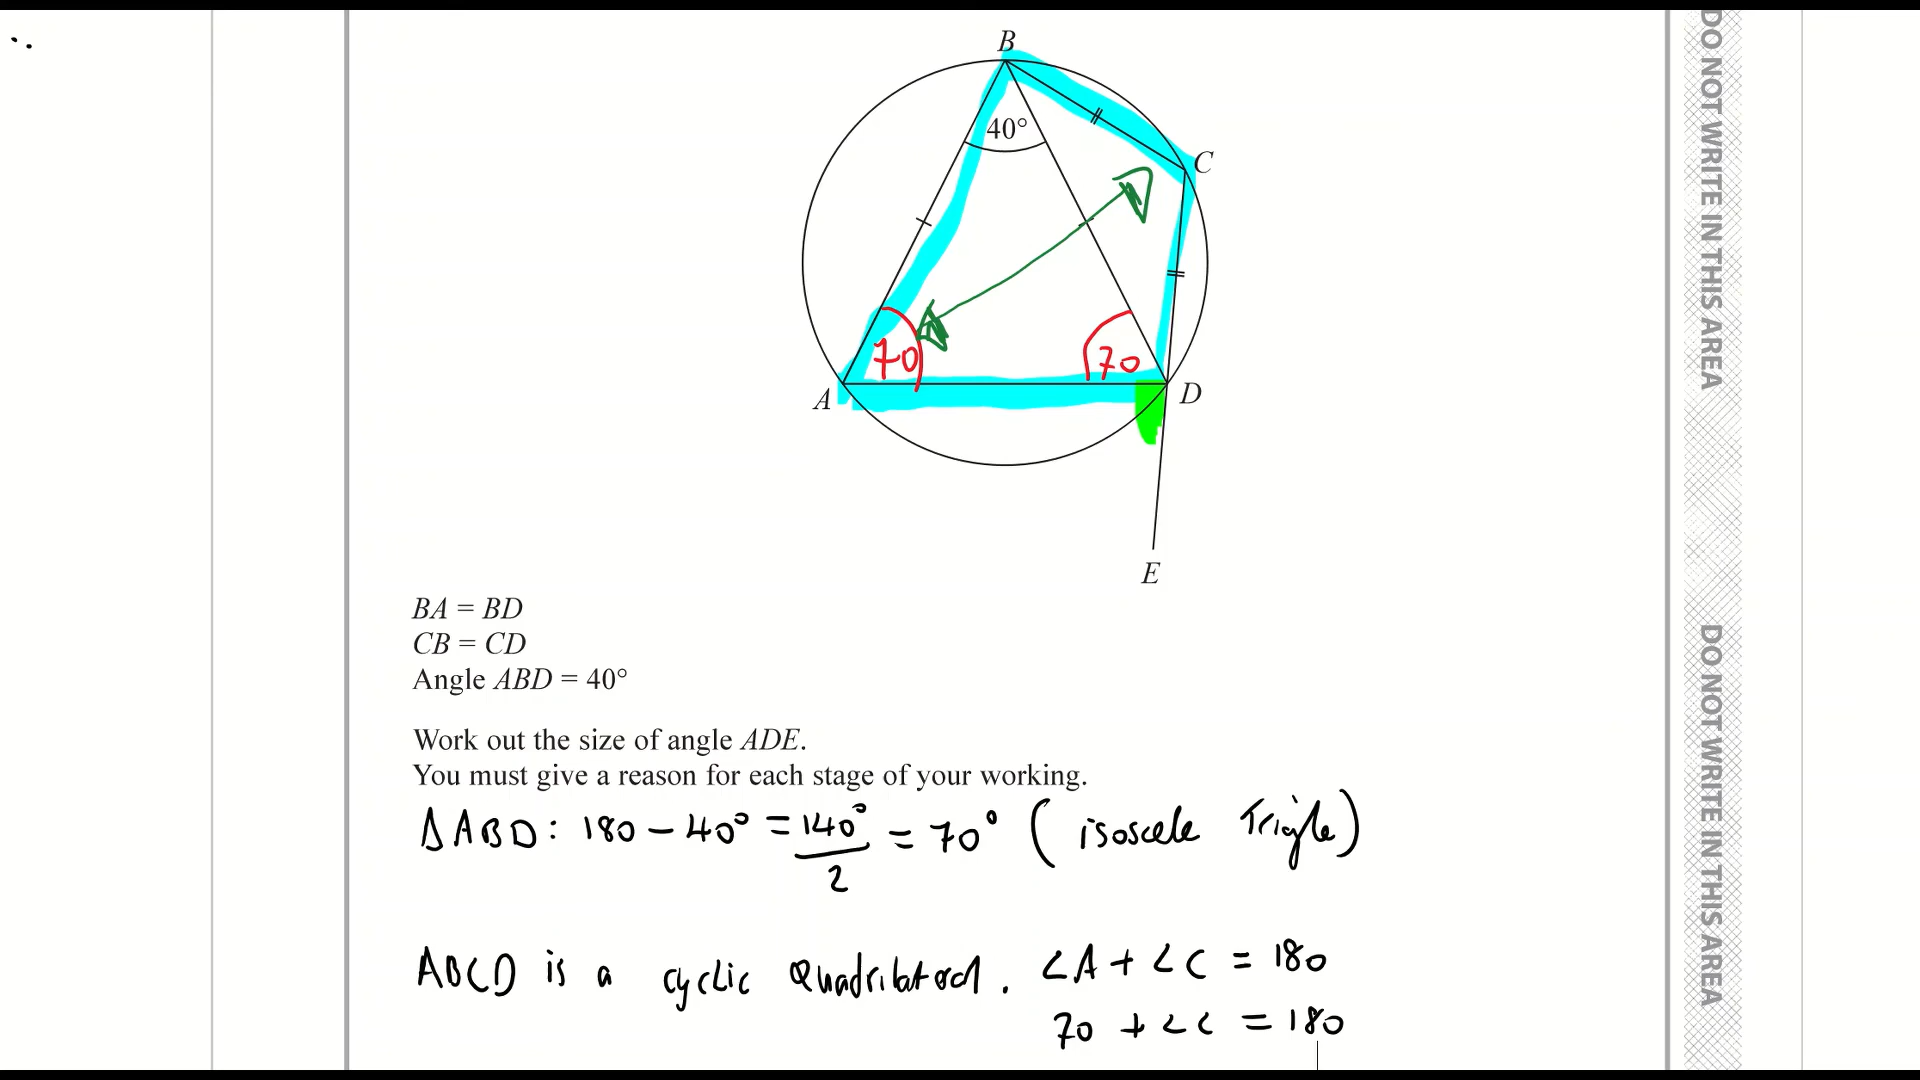 B
40°
C
70
70
A
D
E
BA = BD
CB = CD
Angle ABD = 40°
Work out the size of angle ADE.
You must give a reason for each stage of your working.
Δ ABD: 180 - 40° = 140°/2 = 70° (isoscele Trigle)
ABCD is a cyclic Quadrilateral. ∠A + ∠C = 180
70 + ∠C = 180
DO NOT WRITE IN THIS AREA
DO NOT WRITE IN THIS AREA